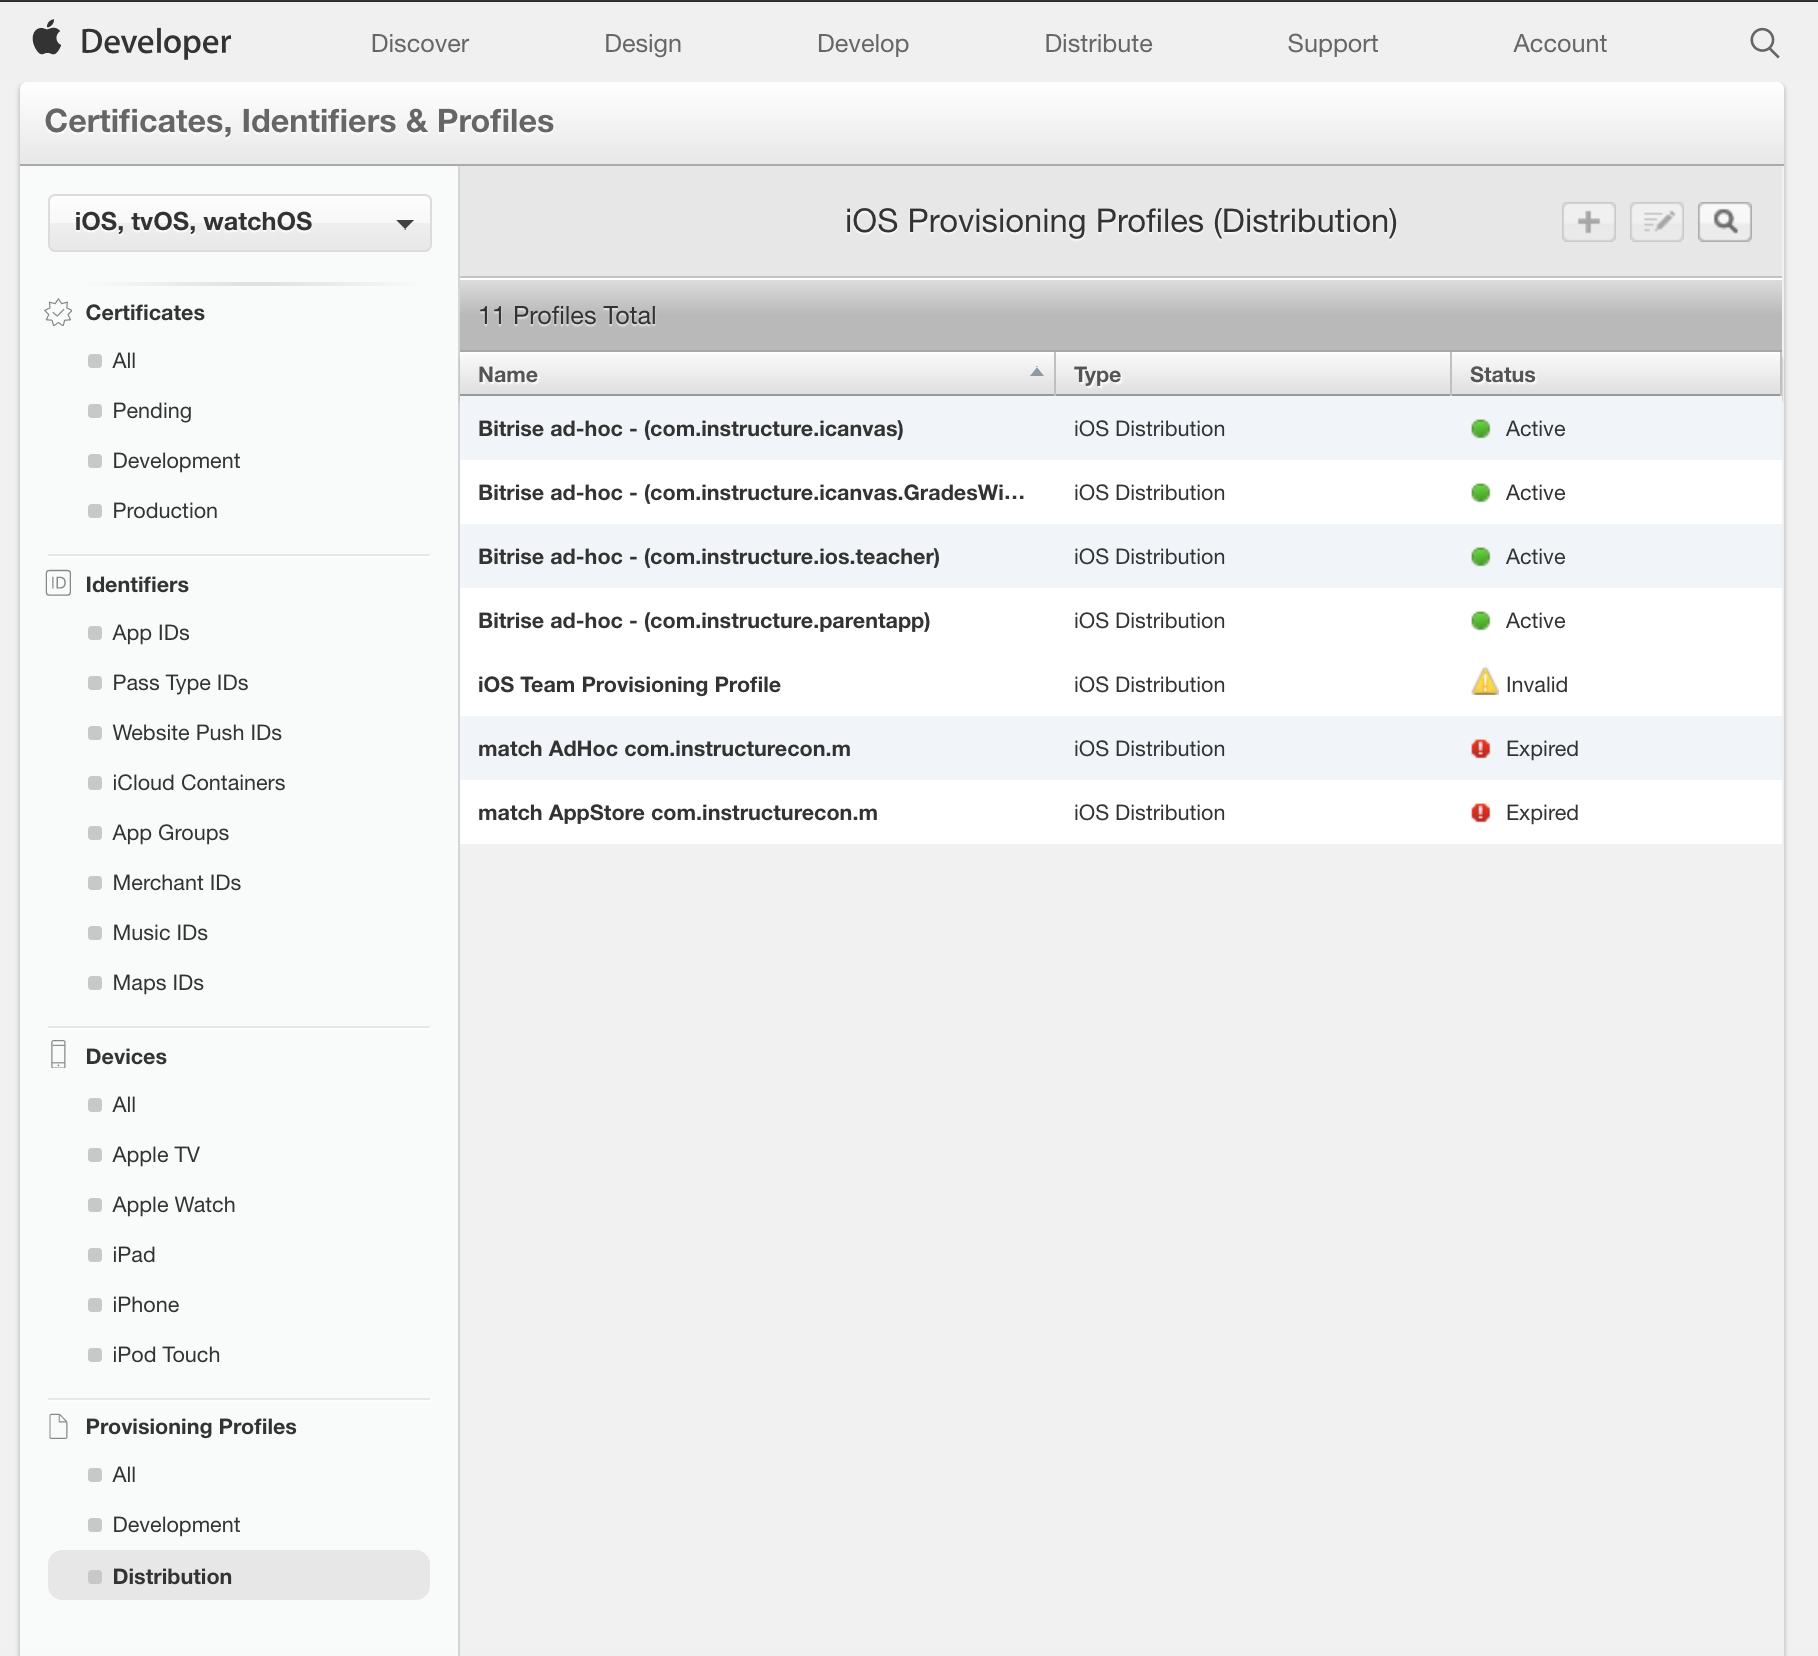 Developer
Discover
Design
Develop
Distribute
Support
Account
Certificates, Identifiers & Profiles
iOS, tvOS, watchOS
Certificates
All
Pending
Development
Production
ID Identifiers
App IDs
Pass Type IDs
Website Push IDs
iCloud Containers
App Groups
Merchant IDs
Music IDs
Maps IDs
Devices
All
Apple TV
Apple Watch
iPad
iPhone
iPod Touch
Provisioning Profiles
All
Development
Distribution
iOS Provisioning Profiles (Distribution)
11 Profiles Total
Name Type Status
Bitrise ad-hoc - (com.instructure.icanvas) iOS Distribution Active
Bitrise ad-hoc - (com.instructure.icanvas.GradesWi... iOS Distribution Active
Bitrise ad-hoc - (com.instructure.ios.teacher) iOS Distribution Active
Bitrise ad-hoc - (com.instructure.parentapp) iOS Distribution Active
iOS Team Provisioning Profile iOS Distribution Invalid
match AdHoc com.instructurecon.m iOS Distribution Expired
match AppStore com.instructurecon.m iOS Distribution Expired